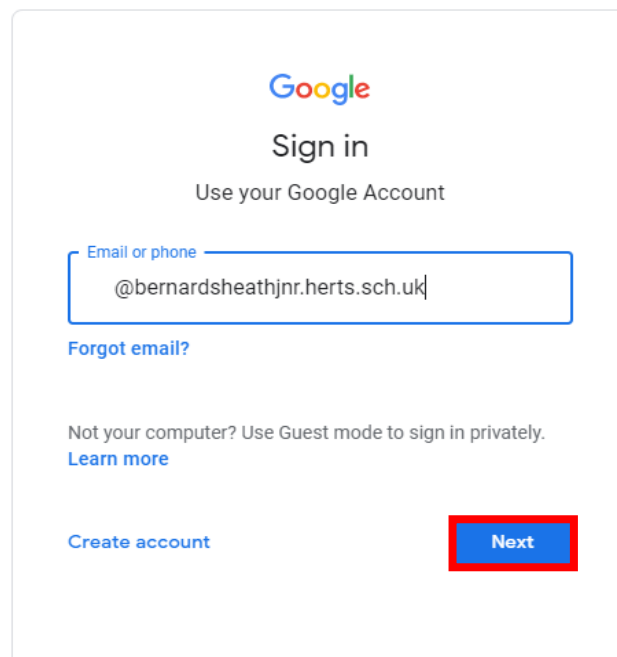 Google
Sign in
Use your Google Account
Email or phone
@bernardsheathjnr.herts.sch.uk
Forgot email?
Not your computer? Use Guest mode to sign in privately.
Learn more
Create account
Next